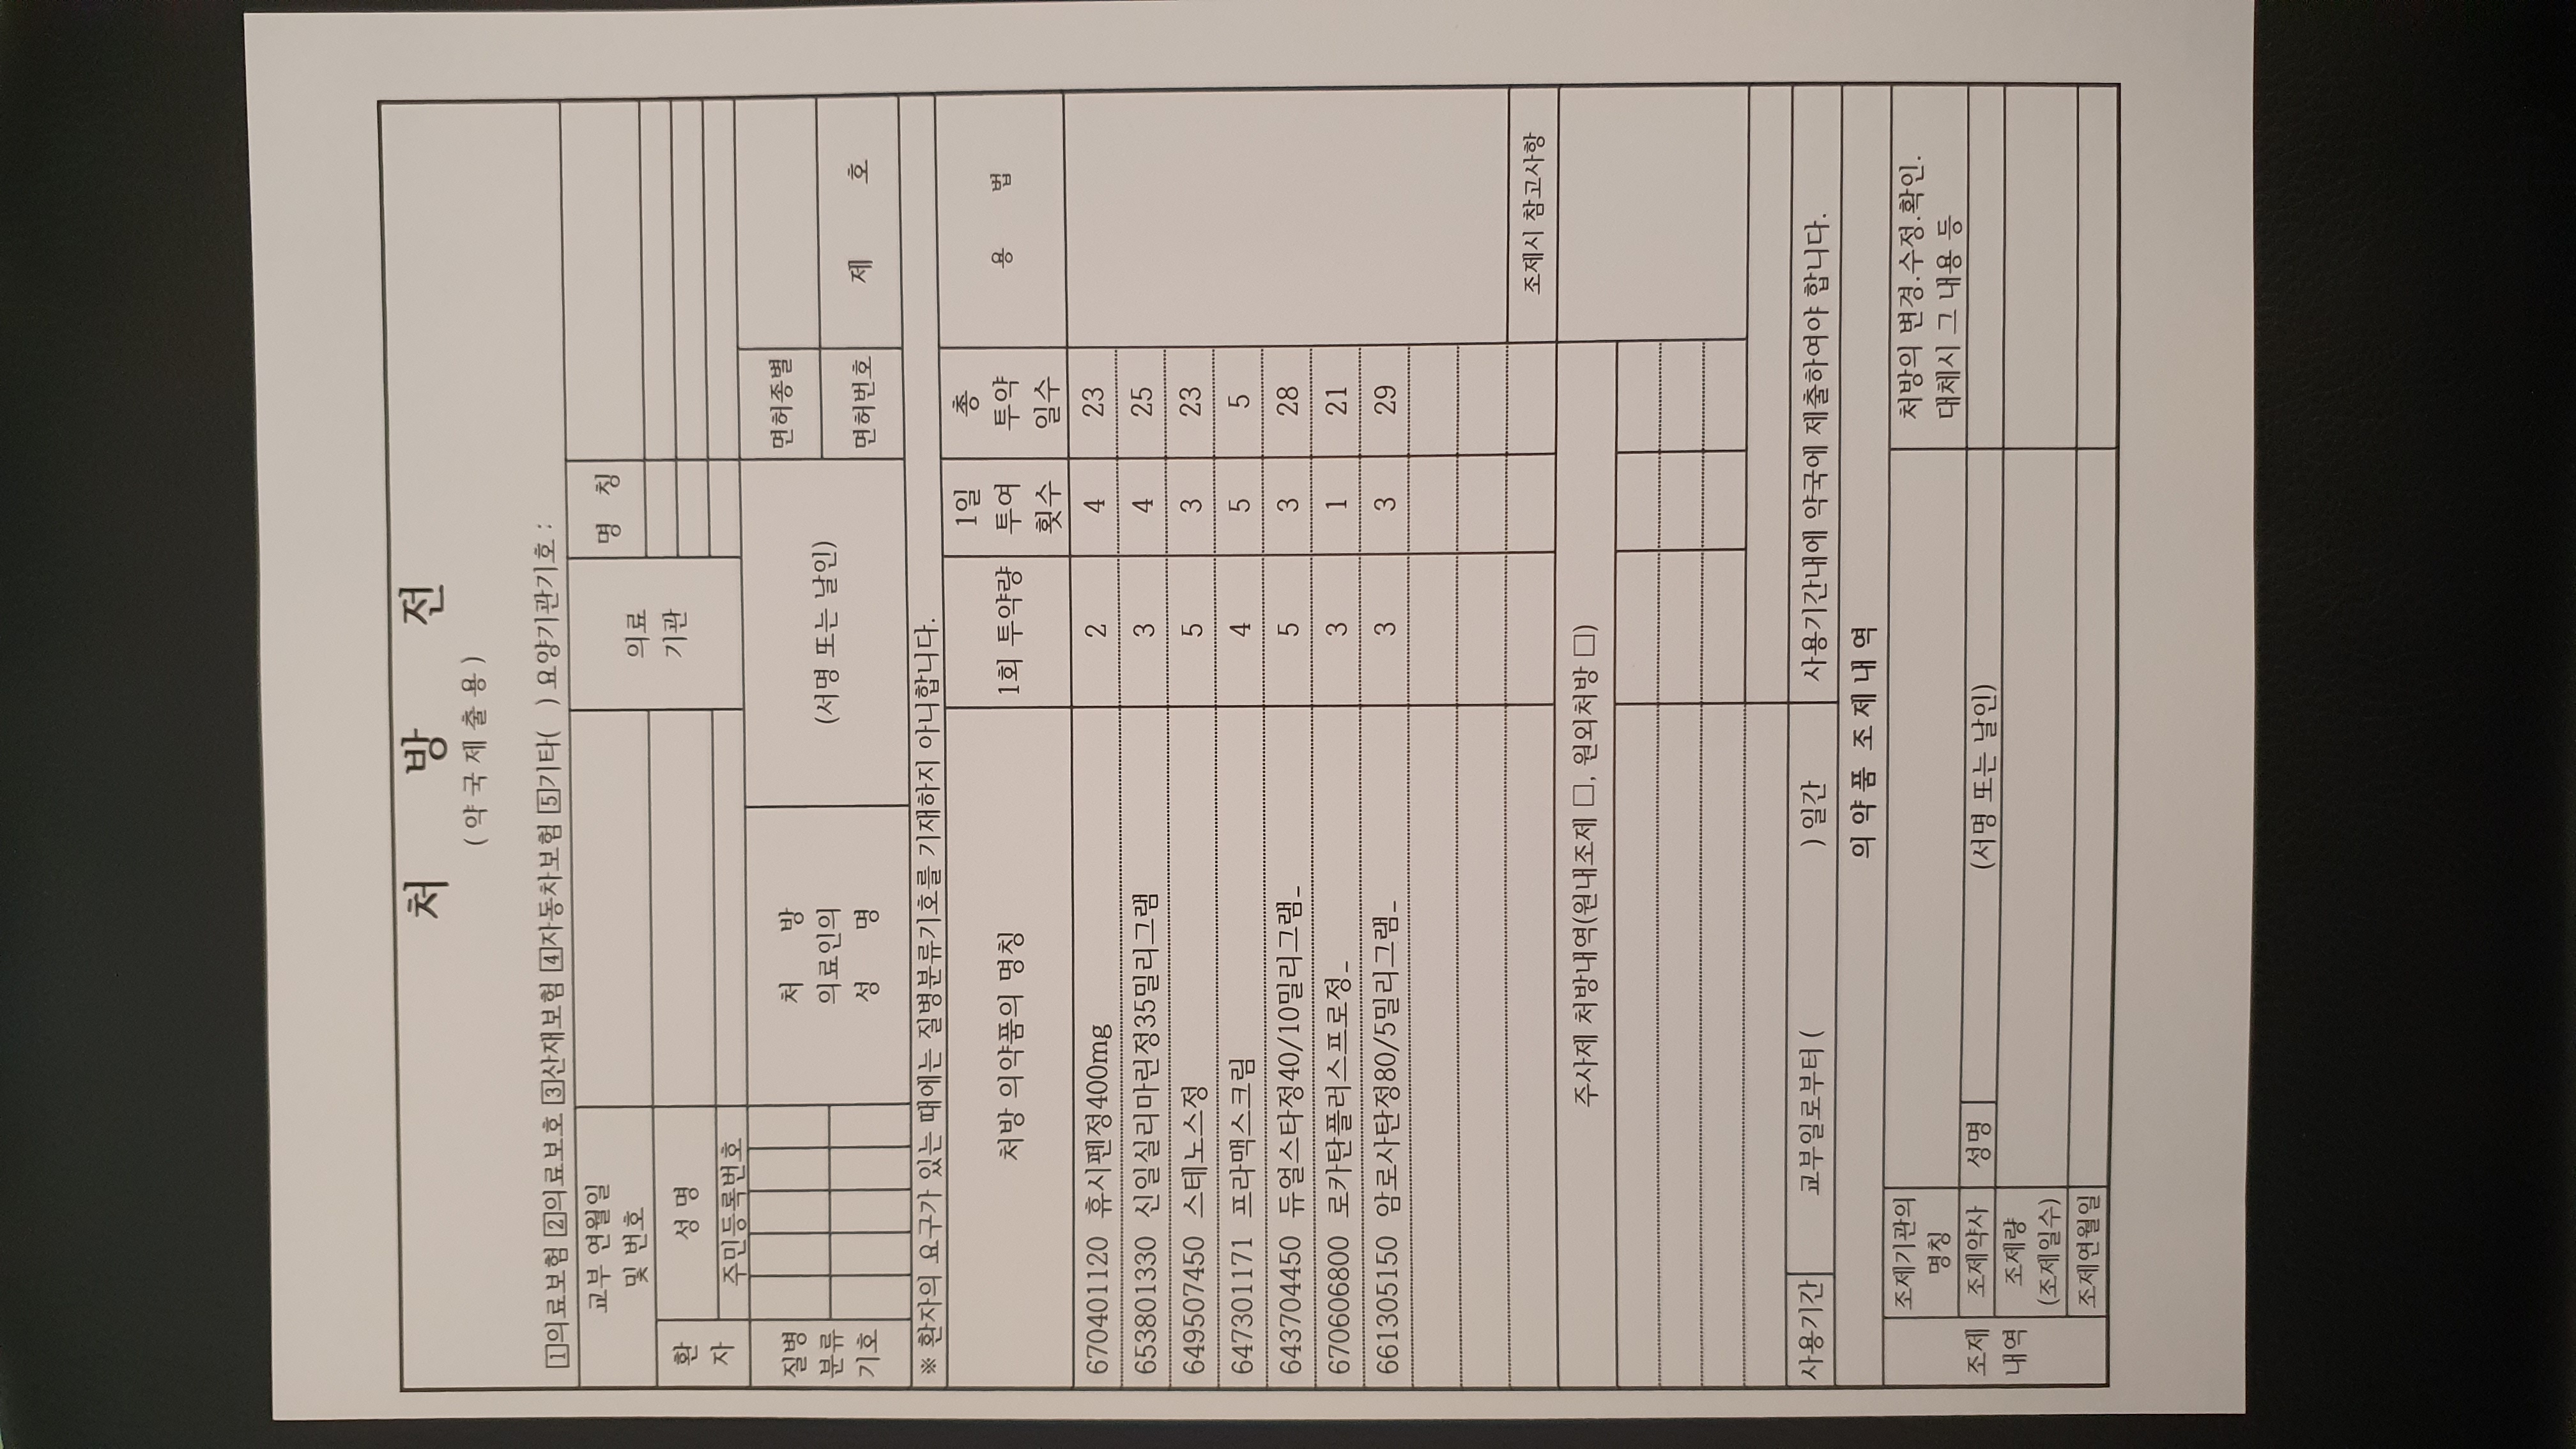 처 방 전
(약국제출용)
1의료보험 2의료보호 3산재보험 4자동차보험 5기타( ) 요양기관기호 :
교부 연월일
및 번호
의료
기관
명 칭
환
자
성 명
주민등록번호
질병
분류
기호
처 방
의료인의
성 명
(서명 또는 날인)
면허종별
면허번호
제 호
※ 환자의 요구가 있는 때에는 질병분류기호를 기재하지 아니합니다.
처방 의약품의 명칭
1회 투약량
1일
투여
횟수
총
투약
일수
용 법
670401120 휴시펜정400mg 2 4 23
653801330 신일실리마린정35밀리그램 3 4 25
649507450 스테노스정 5 3 23
647301171 프라맥스크림 4 5 5
643704450 듀얼스타정40/10밀리그램_ 5 3 28
670606800 로카탄플러스프로정_ 3 1 21
661305150 암로사탄정80/5밀리그램_ 3 3 29
조제시 참고사항
주사제 처방내역(원내조제 □, 원외처방 □)
사용기간 교부일로부터 ( ) 일간 사용기간내에 약국에 제출하여야 합니다.
의약품 조제내역
조제
내역
조제기관의
명칭
처방의 변경.수정.확인.
대체시 그 내용 등
조제약사 성명 (서명 또는 날인)
조제량
(조제일수)
조제연월일